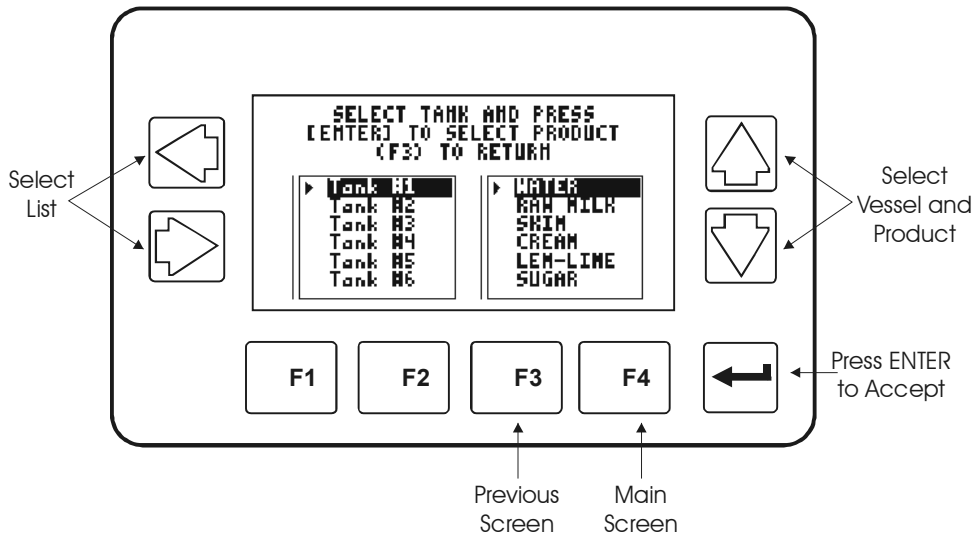 SELECT TANK AND PRESS
[ENTER] TO SELECT PRODUCT
(F3) TO RETURN
Select
List
Tank #1
Tank #2
Tank #3
Tank #4
Tank #5
Tank #6
WATER
RAW MILK
SKIM
CREAM
LEM-LIME
SUGAR
Select
Vessel and
Product
F1
F2
F3
F4
Press ENTER
to Accept
Previous
Screen
Main
Screen